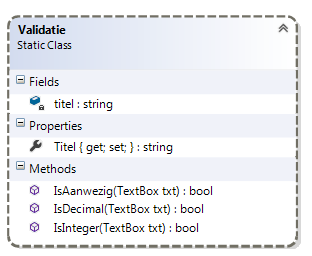 Validatie
Static Class
Fields
titel : string
Properties
Titel { get; set; } : string
Methods
IsAanwezig(TextBox txt) : bool
IsDecimal(TextBox txt) : bool
IsInteger(TextBox txt) : bool